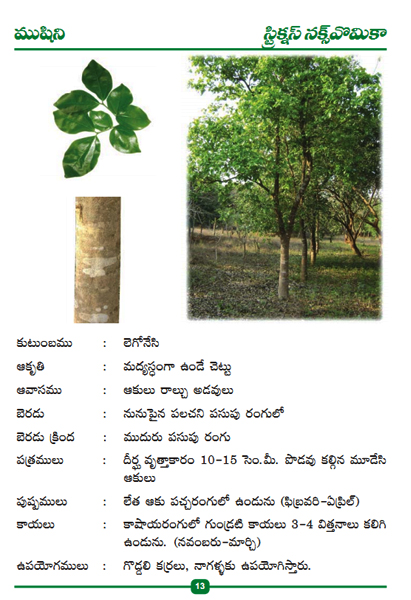 ముషిని
స్ట్రిక్నస్ నక్స్‌వొమికా
కుటుంబము : లెగోనేసి
ఆకృతి : మద్యస్థంగా ఉండే చెట్టు
ఆవాసము : ఆకులు రాల్చు అడవులు
బెరడు : నునుపైన పలచని పసుపు రంగులో
బెరడు క్రింద : ముదురు పసుపు రంగు
పత్రములు : దీర్ఘ వృత్తాకారం 10-15 సెం.మీ. పొడవు కల్గిన మూడేసి
ఆకులు
పుష్పములు : లేత ఆకు పచ్చరంగులో ఉండును (ఫిబ్రవరి-ఏప్రిల్)
కాయలు : కాషాయరంగులో గుండ్రటి కాయలు 3-4 విత్తనాలు కలిగి
ఉండును. (నవంబరు-మార్చి)
ఉపయోగములు : గొడ్డలి కర్రలు, నాగళ్ళకు ఉపయోగిస్తారు.
13